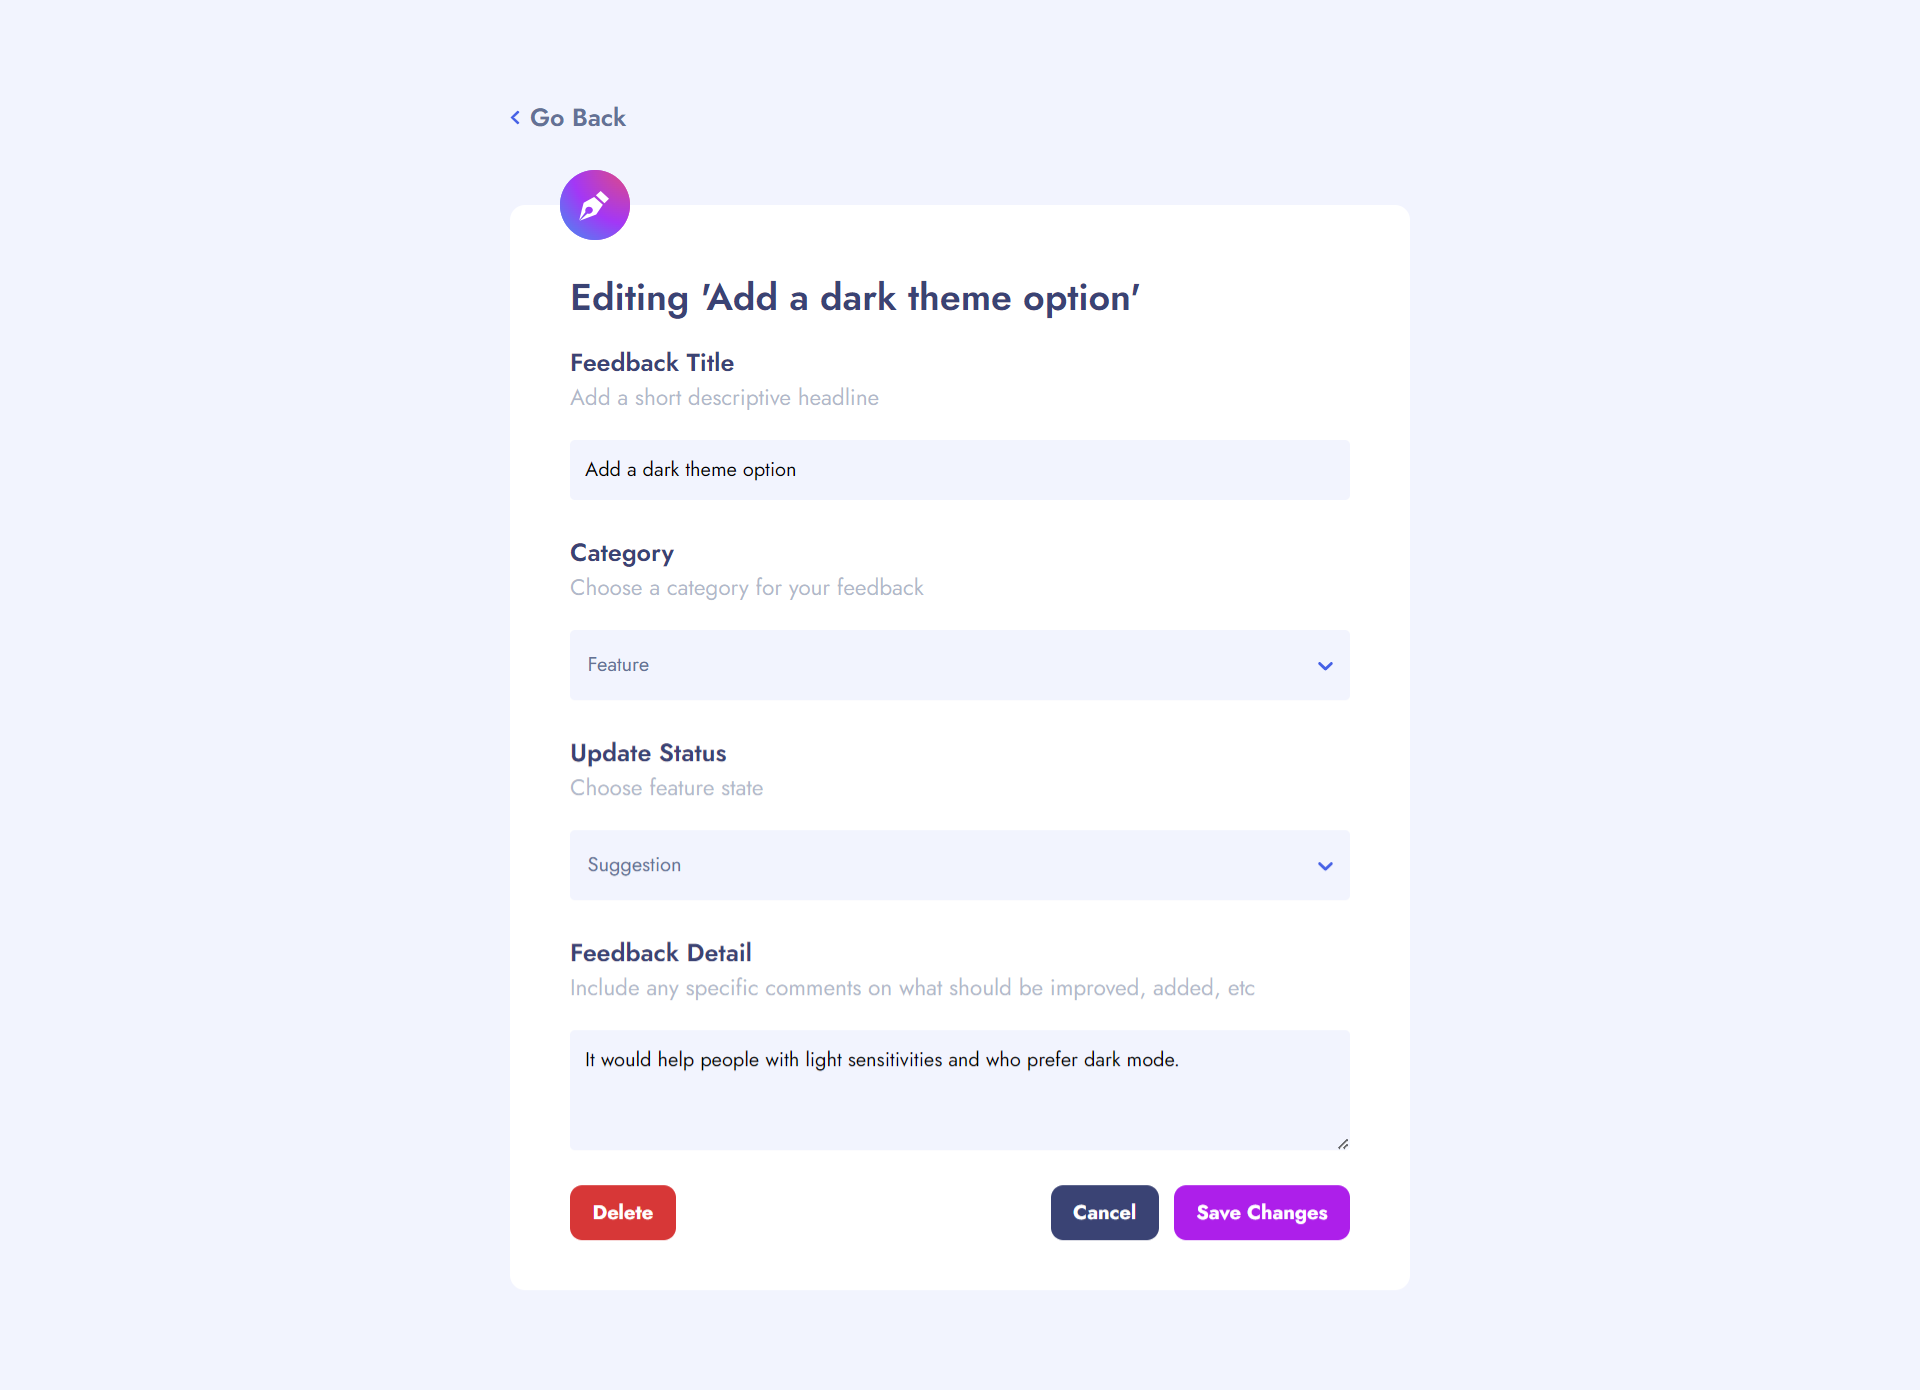 Go Back
Editing 'Add a dark theme option'
Feedback Title
Add a short descriptive headline
Add a dark theme option
Category
Choose a category for your feedback
Feature
Update Status
Choose feature state
Suggestion
Feedback Detail
Include any specific comments on what should be improved, added, etc
It would help people with light sensitivities and who prefer dark mode.
Delete
Cancel
Save Changes